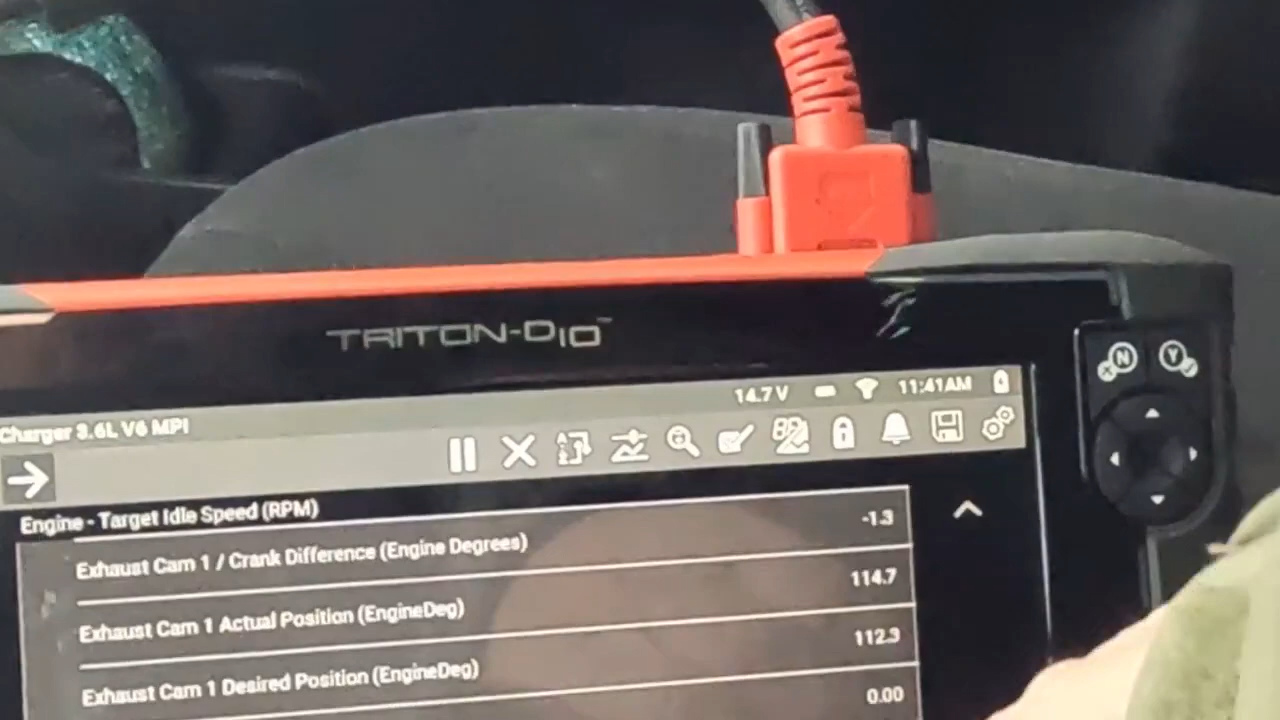 TRITON-D10™
14.7 V 11:41AM
Charger 3.6L V6 MPI
Engine - Target Idle Speed (RPM)
Exhaust Cam 1 / Crank Difference (Engine Degrees) -1.3
Exhaust Cam 1 Actual Position (EngineDeg) 114.7
Exhaust Cam 1 Desired Position (EngineDeg) 112.3
0.00
N
Y